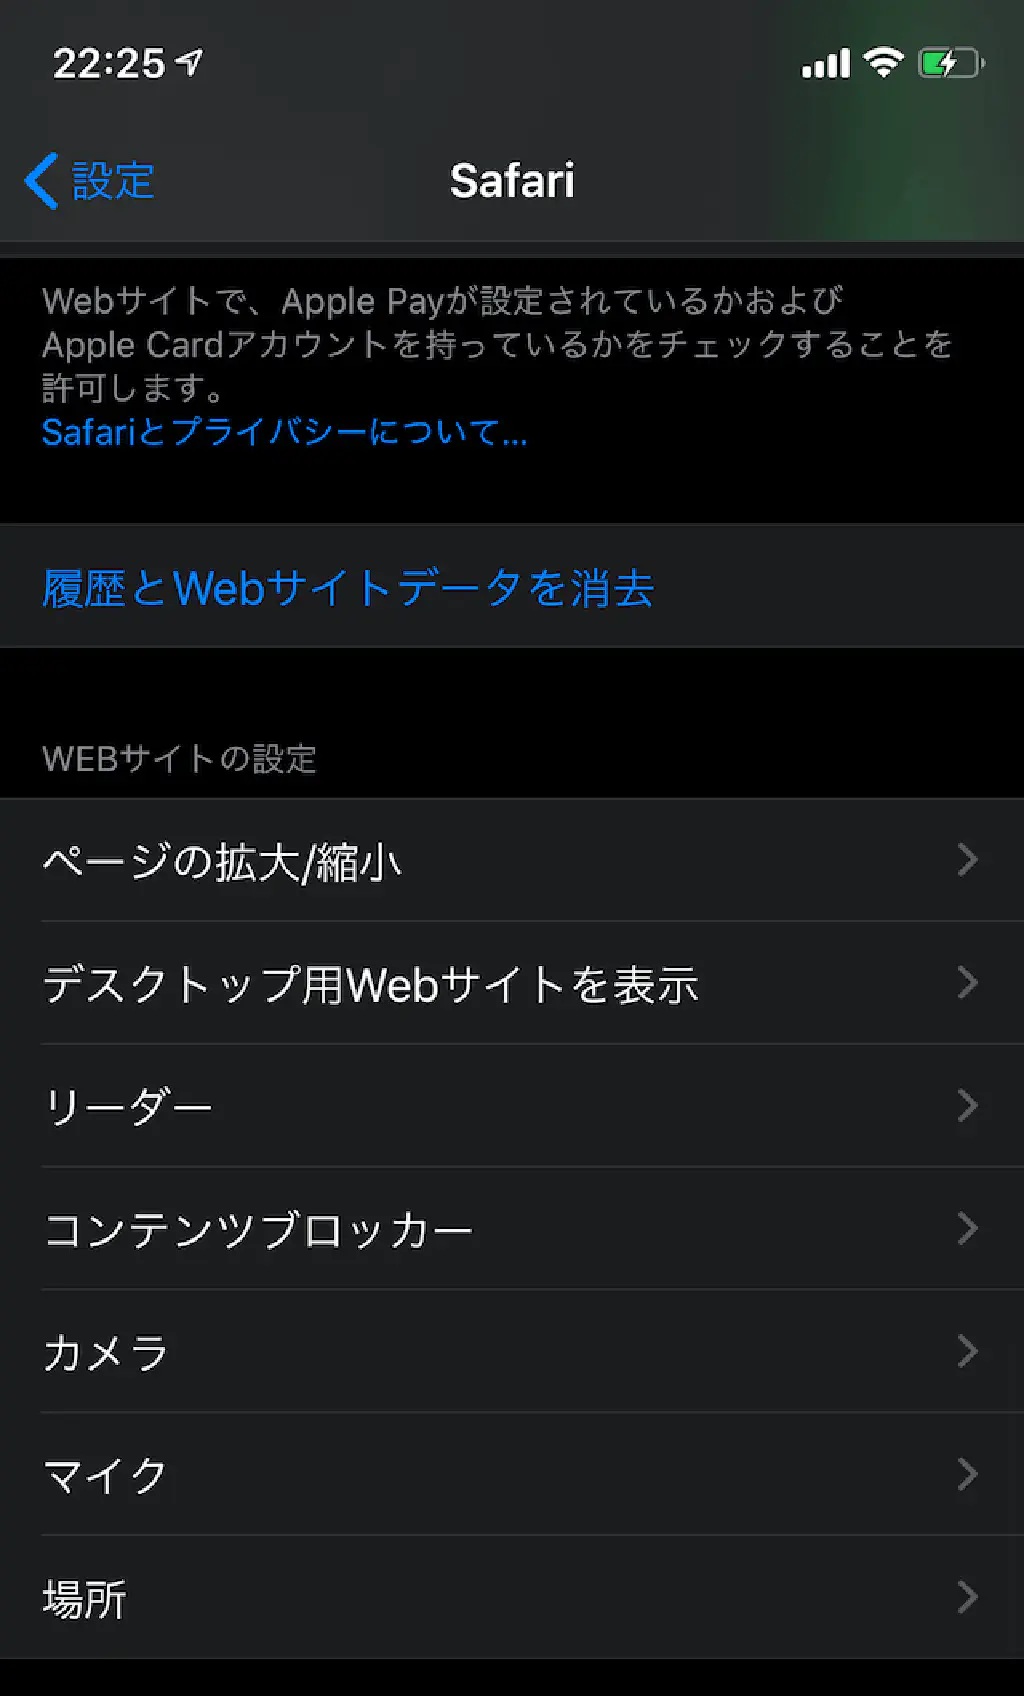 22:25
設定
Safari
Webサイトで、Apple Payが設定されているかおよび
Apple Cardアカウントを持っているかをチェックすることを
許可します。
Safariとプライバシーについて...
履歴とWebサイトデータを消去
WEBサイトの設定
ページの拡大/縮小
デスクトップ用Webサイトを表示
リーダー
コンテンツブロッカー
カメラ
マイク
場所